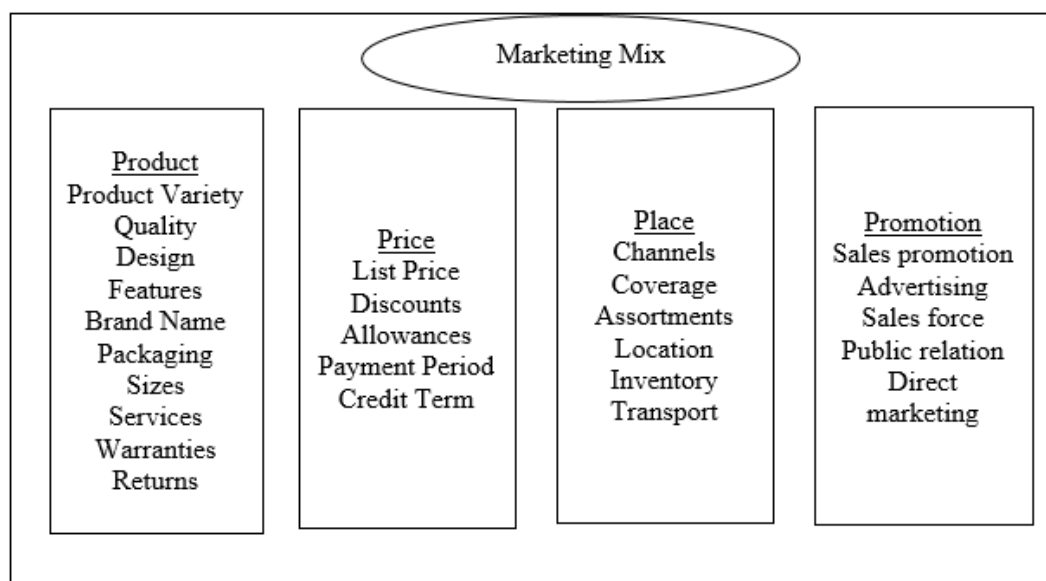 Marketing Mix
Product
Product Variety
Quality
Design
Features
Brand Name
Packaging
Sizes
Services
Warranties
Returns
Price
List Price
Discounts
Allowances
Payment Period
Credit Term
Place
Channels
Coverage
Assortments
Location
Inventory
Transport
Promotion
Sales promotion
Advertising
Sales force
Public relation
Direct
marketing